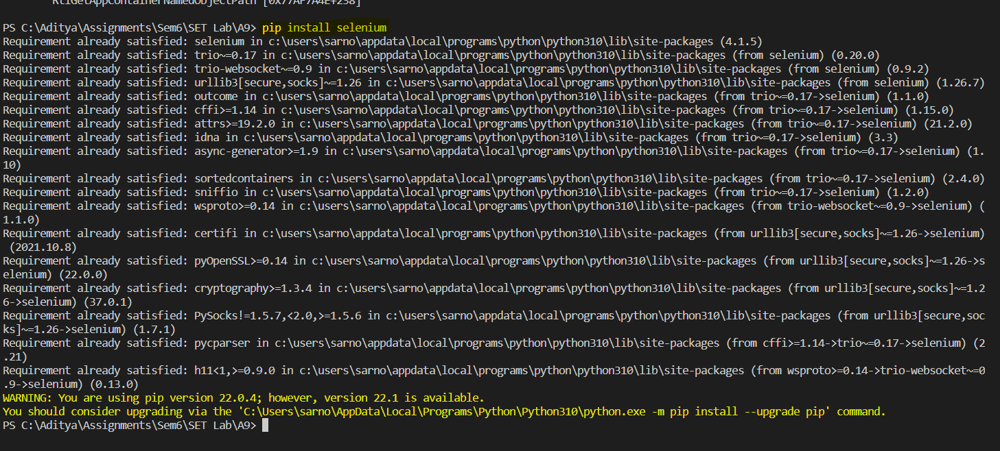 RtlGetAppContainerNamedObjectPath [0x77AF7A4E+238]
PS C:\Aditya\Assignments\Sem6\SET Lab\A9> pip install selenium
Requirement already satisfied: selenium in c:\users\sarno\appdata\local\programs\python\python310\lib\site-packages (4.1.5)
Requirement already satisfied: trio~=0.17 in c:\users\sarno\appdata\local\programs\python\python310\lib\site-packages (from selenium) (0.20.0)
Requirement already satisfied: trio-websocket~=0.9 in c:\users\sarno\appdata\local\programs\python\python310\lib\site-packages (from selenium) (0.9.2)
Requirement already satisfied: urllib3[secure,socks]~=1.26 in c:\users\sarno\appdata\local\programs\python\python310\lib\site-packages (from selenium) (1.26.7)
Requirement already satisfied: outcome in c:\users\sarno\appdata\local\programs\python\python310\lib\site-packages (from trio~=0.17->selenium) (1.1.0)
Requirement already satisfied: cffi>=1.14 in c:\users\sarno\appdata\local\programs\python\python310\lib\site-packages (from trio~=0.17->selenium) (1.15.0)
Requirement already satisfied: attrs>=19.2.0 in c:\users\sarno\appdata\local\programs\python\python310\lib\site-packages (from trio~=0.17->selenium) (21.2.0)
Requirement already satisfied: idna in c:\users\sarno\appdata\local\programs\python\python310\lib\site-packages (from trio~=0.17->selenium) (3.3)
Requirement already satisfied: async-generator>=1.9 in c:\users\sarno\appdata\local\programs\python\python310\lib\site-packages (from trio~=0.17->selenium) (1.
10)
Requirement already satisfied: sortedcontainers in c:\users\sarno\appdata\local\programs\python\python310\lib\site-packages (from trio~=0.17->selenium) (2.4.0)
Requirement already satisfied: sniffio in c:\users\sarno\appdata\local\programs\python\python310\lib\site-packages (from trio~=0.17->selenium) (1.2.0)
Requirement already satisfied: wsproto>=0.14 in c:\users\sarno\appdata\local\programs\python\python310\lib\site-packages (from trio-websocket~=0.9->selenium) (
1.1.0)
Requirement already satisfied: certifi in c:\users\sarno\appdata\local\programs\python\python310\lib\site-packages (from urllib3[secure,socks]~=1.26->selenium)
(2021.10.8)
Requirement already satisfied: pyOpenSSL>=0.14 in c:\users\sarno\appdata\local\programs\python\python310\lib\site-packages (from urllib3[secure,socks]~=1.26->s
elenium) (22.0.0)
Requirement already satisfied: cryptography>=1.3.4 in c:\users\sarno\appdata\local\programs\python\python310\lib\site-packages (from urllib3[secure,socks]~=1.2
6->selenium) (37.0.1)
Requirement already satisfied: PySocks!=1.5.7,<2.0,>=1.5.6 in c:\users\sarno\appdata\local\programs\python\python310\lib\site-packages (from urllib3[secure,soc
ks]~=1.26->selenium) (1.7.1)
Requirement already satisfied: pycparser in c:\users\sarno\appdata\local\programs\python\python310\lib\site-packages (from cffi>=1.14->trio~=0.17->selenium) (2
.21)
Requirement already satisfied: h11<1,>=0.9.0 in c:\users\sarno\appdata\local\programs\python\python310\lib\site-packages (from wsproto>=0.14->trio-websocket~=0
.9->selenium) (0.13.0)
WARNING: You are using pip version 22.0.4; however, version 22.1 is available.
You should consider upgrading via the 'C:\Users\sarno\AppData\Local\Programs\Python\Python310\python.exe -m pip install --upgrade pip' command.
PS C:\Aditya\Assignments\Sem6\SET Lab\A9>